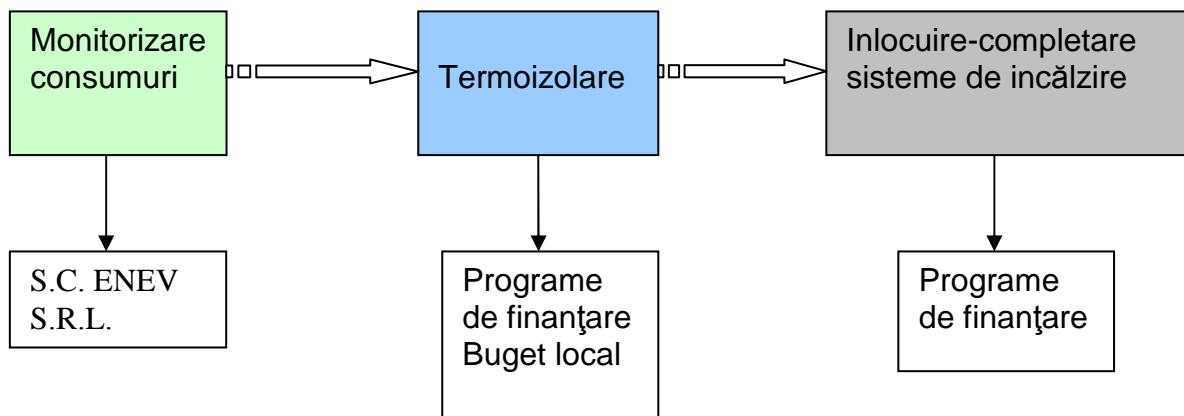 Monitorizare
consumuri
Termoizolare
Inlocuire-completare
sisteme de incălzire
S.C. ENEV
S.R.L.
Programe
de finanţare
Buget local
Programe
de finanţare